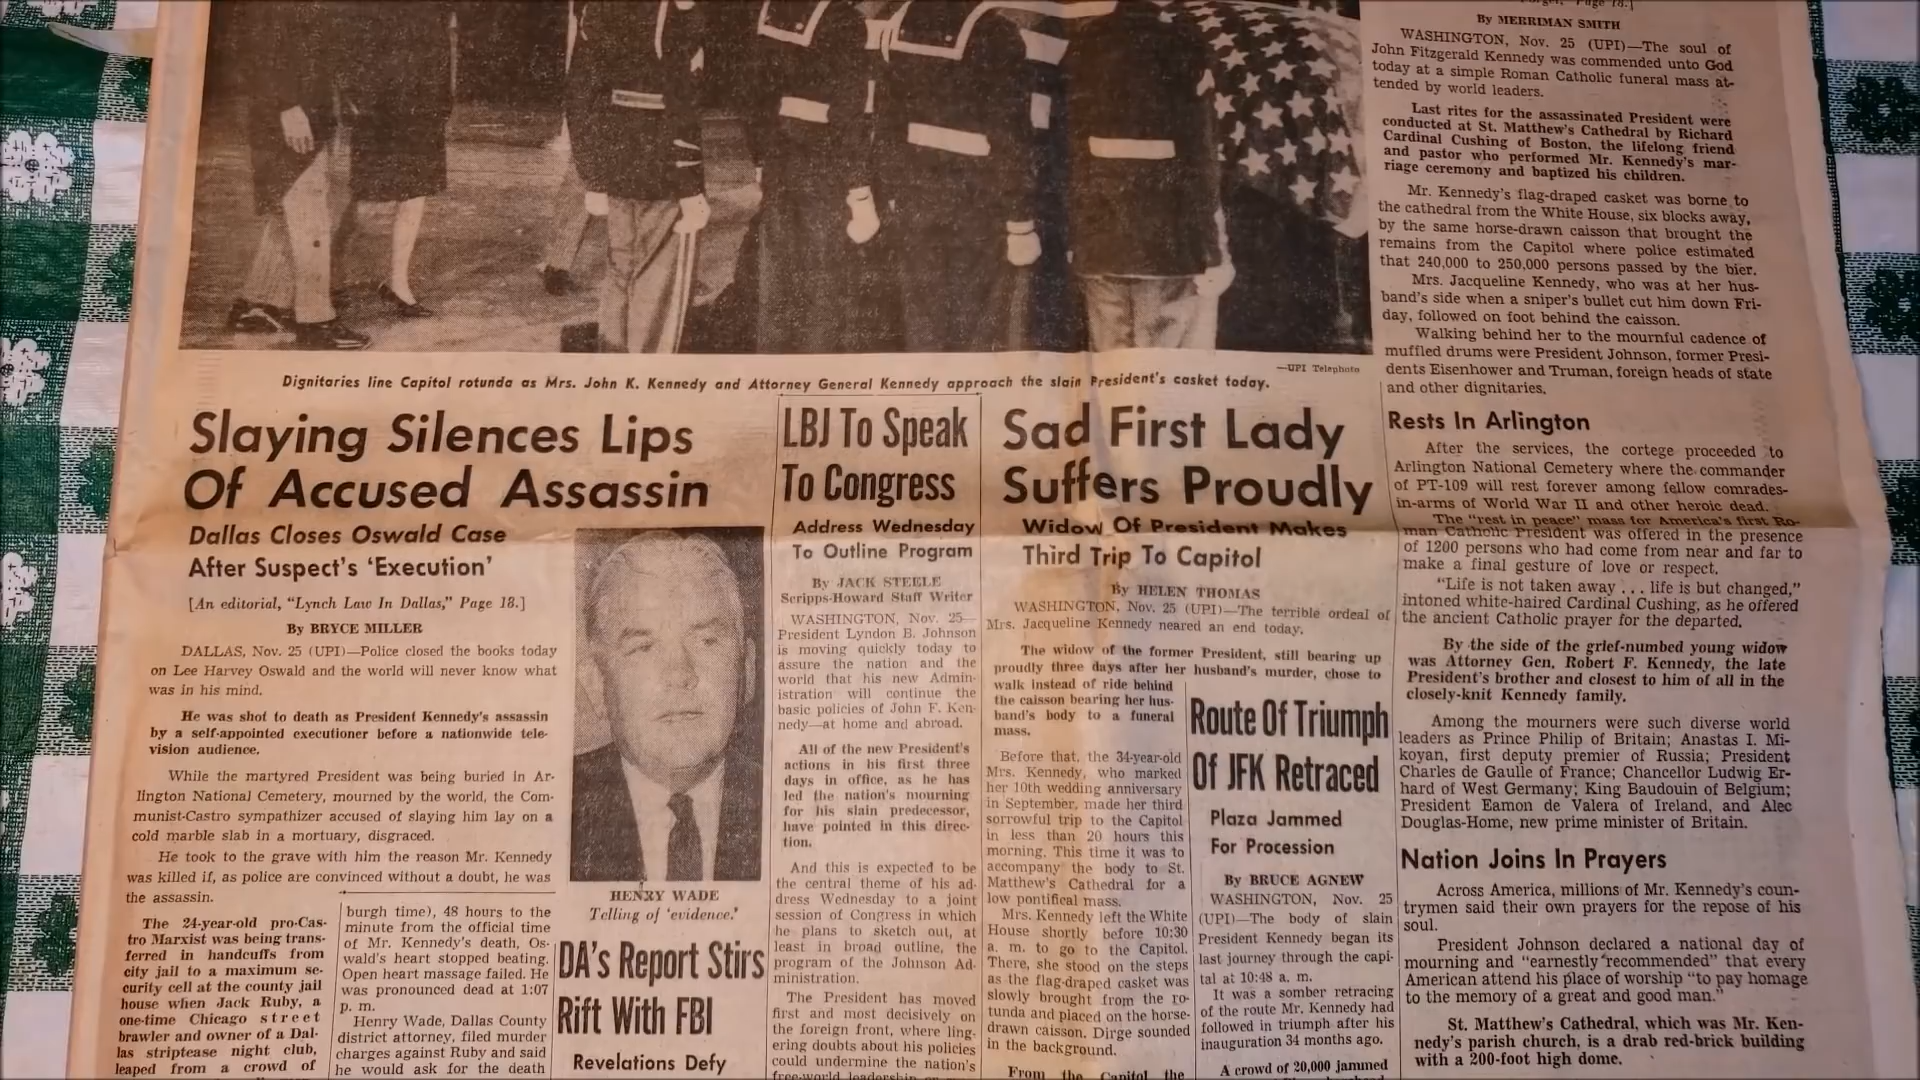 Dignitaries line Capitol rotunda as Mrs. John K. Kennedy and Attorney General Kennedy approach the slain President's casket today.
—UPI Telephoto
Slaying Silences Lips
Of Accused Assassin
Dallas Closes Oswald Case
After Suspect's 'Execution'
[An editorial, "Lynch Law In Dallas," Page 18.]
By BRYCE MILLER
DALLAS, Nov. 25 (UPI)—Police closed the books today
on Lee Harvey Oswald and the world will never know what
was in his mind.
He was shot to death as President Kennedy's assassin
by a self-appointed executioner before a nationwide tele-
vision audience.
While the martyred President was being buried in Ar-
lington National Cemetery, mourned by the world, the Com-
munist-Castro sympathizer accused of slaying him lay on a
cold marble slab in a mortuary, disgraced.
He took to the grave with him the reason Mr. Kennedy
was killed if, as police are convinced without a doubt, he was
the assassin.
The 24-year-old pro-Cas-
tro Marxist was being trans-
ferred in handcuffs from
city jail to a maximum se-
curity cell at the county jail
house when Jack Ruby, a
one-time Chicago street
brawler and owner of a Dal-
las striptease night club,
leaped from a crowd of
burgh time), 48 hours to the
minute from the official time
of Mr. Kennedy's death, Os-
wald's heart stopped beating.
Open heart massage failed. He
was pronounced dead at 1:07
p. m.
Henry Wade, Dallas County
district attorney, filed murder
charges against Ruby and said
he would ask for the death
HENRY WADE
Telling of 'evidence.'
DA's Report Stirs
Rift With FBI
Revelations Defy
LBJ To Speak
To Congress
Address Wednesday
To Outline Program
By JACK STEELE
Scripps-Howard Staff Writer
WASHINGTON, Nov. 25—
President Lyndon B. Johnson
is moving quickly today to
assure the nation and the
world that his new Admin-
istration will continue the
basic policies of John F. Ken-
nedy—at home and abroad.
All of the new President's
actions in his first three
days in office, as he has
led the nation's mourning
for his slain predecessor,
have pointed in this direc-
tion.
And this is expected to be
the central theme of his ad-
dress Wednesday to a joint
session of Congress in which
he plans to sketch out, at
least in broad outline, the
program of the Johnson Ad-
ministration.
The President has moved
first and most decisively on
the foreign front, where ling-
ering doubts about his policies
could undermine the nation's
free-world leadership
Sad First Lady
Suffers Proudly
Widow Of President Makes
Third Trip To Capitol
By HELEN THOMAS
WASHINGTON, Nov. 25 (UPI)—The terrible ordeal of
Mrs. Jacqueline Kennedy neared an end today.
The widow of the former President, still bearing up
proudly three days after her husband's murder, chose to
walk instead of ride behind
the caisson bearing her hus-
band's body to a funeral
mass.
Before that, the 34-year-old
Mrs. Kennedy, who marked
her 10th wedding anniversary
in September, made her third
sorrowful trip to the Capitol
in less than 20 hours this
morning. This time it was to
accompany the body to St.
Matthew's Cathedral for a
low pontifical mass.
Mrs. Kennedy left the White
House shortly before 10:30
a. m. to go to the Capitol.
There, she stood on the steps
as the flag-draped casket was
slowly brought from the ro-
tunda and placed on the horse-
drawn caisson. Dirge sounded
in the background.
From the Capitol the
Route Of Triumph
Of JFK Retraced
Plaza Jammed
For Procession
By BRUCE AGNEW
WASHINGTON, Nov. 25
(UPI)—The body of slain
President Kennedy began its
last journey through the capi-
tal at 10:48 a. m.
It was a somber retracing
of the route Mr. Kennedy had
followed in triumph after his
inauguration 34 months ago.
A crowd of 20,000 jammed
Page 18.]
By MERRIMAN SMITH
WASHINGTON, Nov. 25 (UPI)—The soul of
John Fitzgerald Kennedy was commended unto God
today at a simple Roman Catholic funeral mass at-
tended by world leaders.
Last rites for the assassinated President were
conducted at St. Matthew's Cathedral by Richard
Cardinal Cushing of Boston, the lifelong friend
and pastor who performed Mr. Kennedy's mar-
riage ceremony and baptized his children.
Mr. Kennedy's flag-draped casket was borne to
the cathedral from the White House, six blocks away,
by the same horse-drawn caisson that brought the
remains from the Capitol where police estimated
that 240,000 to 250,000 persons passed by the bier.
Mrs. Jacqueline Kennedy, who was at her hus-
band's side when a sniper's bullet cut him down Fri-
day, followed on foot behind the caisson.
Walking behind her to the mournful cadence of
muffled drums were President Johnson, former Presi-
dents Eisenhower and Truman, foreign heads of state
and other dignitaries.
Rests In Arlington
After the services, the cortege proceeded to
Arlington National Cemetery where the commander
of PT-109 will rest forever among fellow comrades-
in-arms of World War II and other heroic dead.
The "rest in peace" mass for America's first Ro-
man Catholic President was offered in the presence
of 1200 persons who had come from near and far to
make a final gesture of love or respect.
"Life is not taken away . . . life is but changed,"
intoned white-haired Cardinal Cushing, as he offered
the ancient Catholic prayer for the departed.
By the side of the grief-numbed young widow
was Attorney Gen. Robert F. Kennedy, the late
President's brother and closest to him of all in the
closely-knit Kennedy family.
Among the mourners were such diverse world
leaders as Prince Philip of Britain; Anastas I. Mi-
koyan, first deputy premier of Russia; President
Charles de Gaulle of France; Chancellor Ludwig Er-
hard of West Germany; King Baudouin of Belgium;
President Eamon de Valera of Ireland, and Alec
Douglas-Home, new prime minister of Britain.
Nation Joins In Prayers
Across America, millions of Mr. Kennedy's coun-
trymen said their own prayers for the repose of his
soul.
President Johnson declared a national day of
mourning and "earnestly recommended" that every
American attend his place of worship "to pay homage
to the memory of a great and good man."
St. Matthew's Cathedral, which was Mr. Ken-
nedy's parish church, is a drab red-brick building
with a 200-foot high dome.